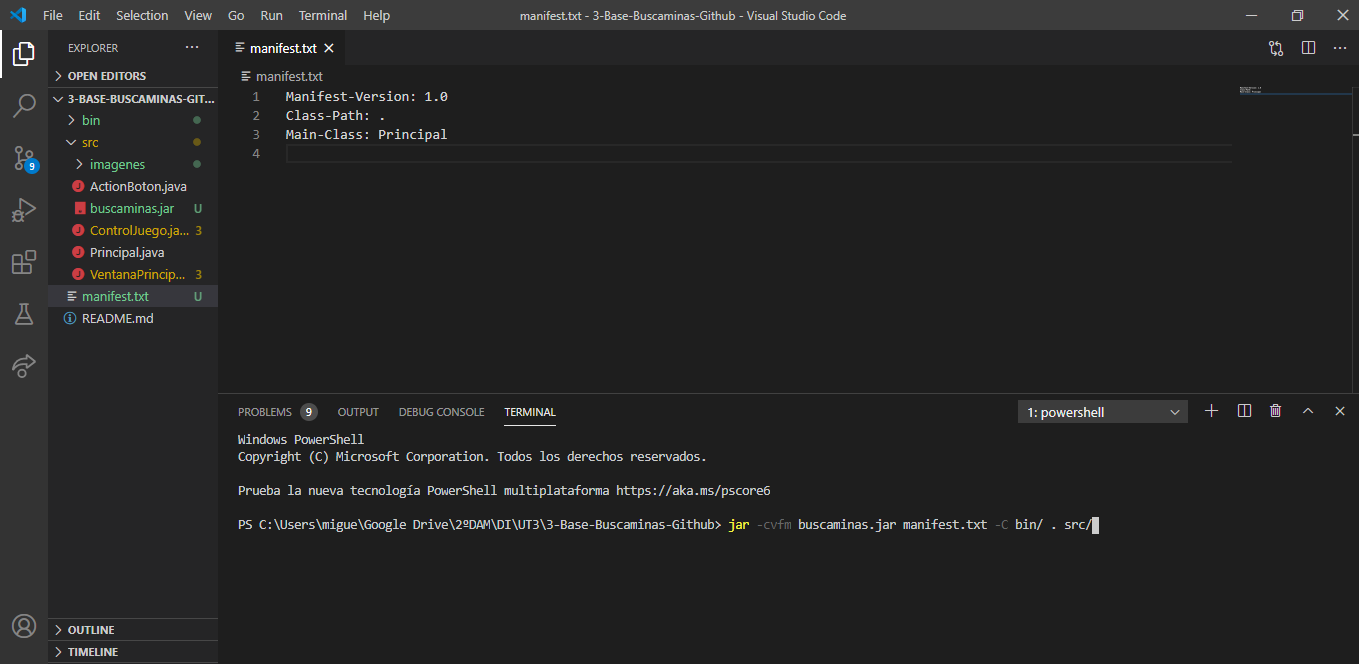 File Edit Selection View Go Run Terminal Help manifest.txt - 3-Base-Buscaminas-Github - Visual Studio Code
EXPLORER
OPEN EDITORS
3-BASE-BUSCAMINAS-GIT...
bin
src
imagenes
ActionBoton.java
buscaminas.jar U
ControlJuego.ja... 3
Principal.java
VentanaPrincip... 3
manifest.txt U
README.md
OUTLINE
TIMELINE
9
manifest.txt
manifest.txt
1 Manifest-Version: 1.0
2 Class-Path: .
3 Main-Class: Principal
4
PROBLEMS 9 OUTPUT DEBUG CONSOLE TERMINAL 1: powershell
Windows PowerShell
Copyright (C) Microsoft Corporation. Todos los derechos reservados.
Prueba la nueva tecnología PowerShell multiplataforma https://aka.ms/pscore6
PS C:\Users\migue\Google Drive\2ºDAM\DI\UT3\3-Base-Buscaminas-Github> jar -cvfm buscaminas.jar manifest.txt -C bin/ . src/